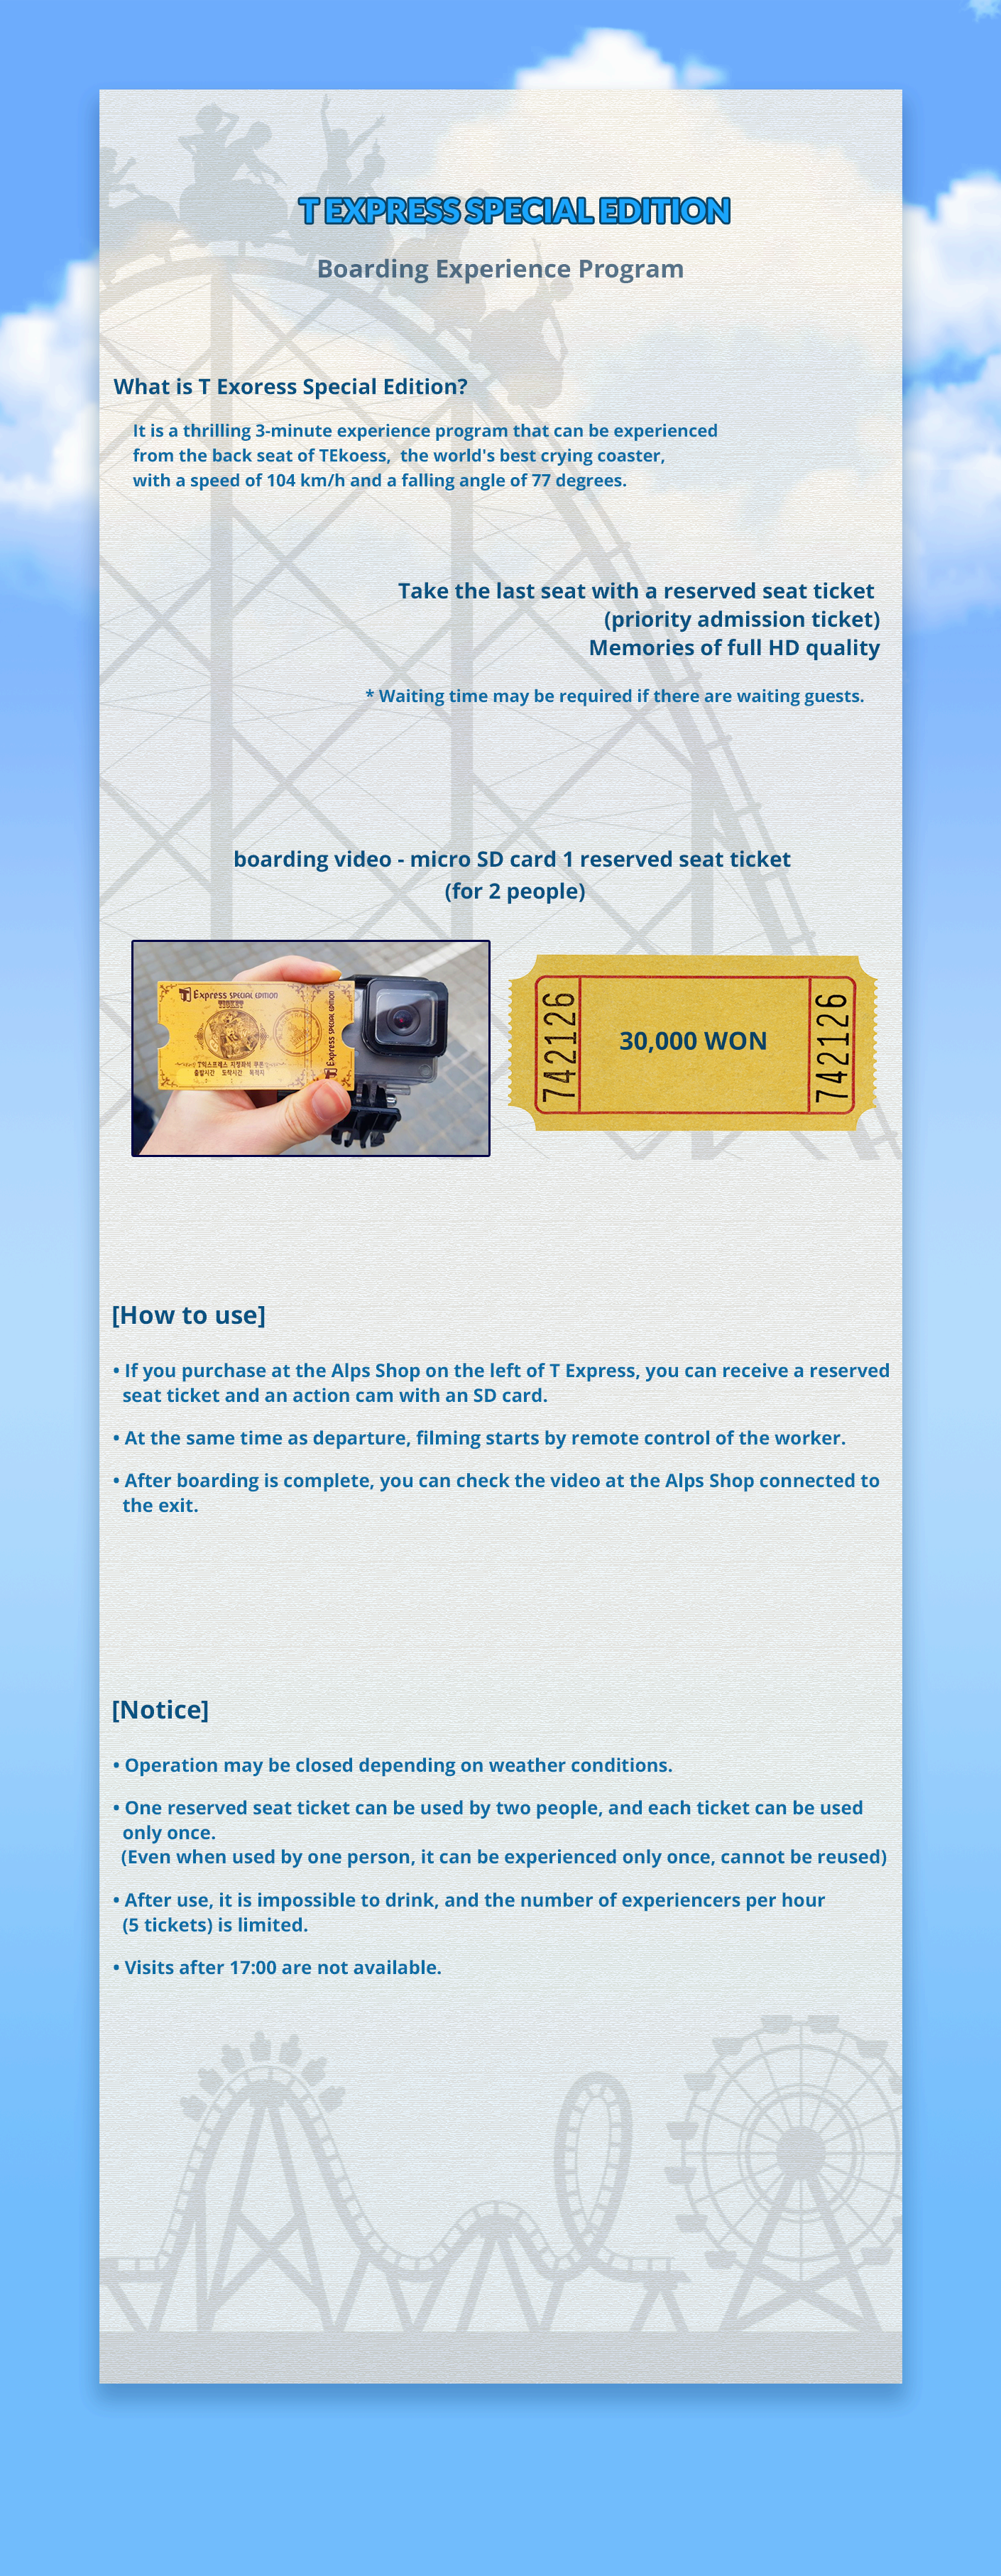 T EXPRESS SPECIAL EDITION
Boarding Experience Program
What is T Exoress Special Edition?
It is a thrilling 3-minute experience program that can be experienced
from the back seat of TEkoess,  the world's best crying coaster,
with a speed of 104 km/h and a falling angle of 77 degrees.
Take the last seat with a reserved seat ticket
(priority admission ticket)
Memories of full HD quality
* Waiting time may be required if there are waiting guests.
boarding video - micro SD card 1 reserved seat ticket
(for 2 people)
T Express SPECIAL EDITION
TICKET
T Express SPECIAL EDITION
T익스프레스 지정좌석 쿠폰
출발시간 도착시간 목적지
742126
30,000 WON
742126
[How to use]
• If you purchase at the Alps Shop on the left of T Express, you can receive a reserved
seat ticket and an action cam with an SD card.
• At the same time as departure, filming starts by remote control of the worker.
• After boarding is complete, you can check the video at the Alps Shop connected to
the exit.
[Notice]
• Operation may be closed depending on weather conditions.
• One reserved seat ticket can be used by two people, and each ticket can be used
only once.
(Even when used by one person, it can be experienced only once, cannot be reused)
• After use, it is impossible to drink, and the number of experiencers per hour
(5 tickets) is limited.
• Visits after 17:00 are not available.